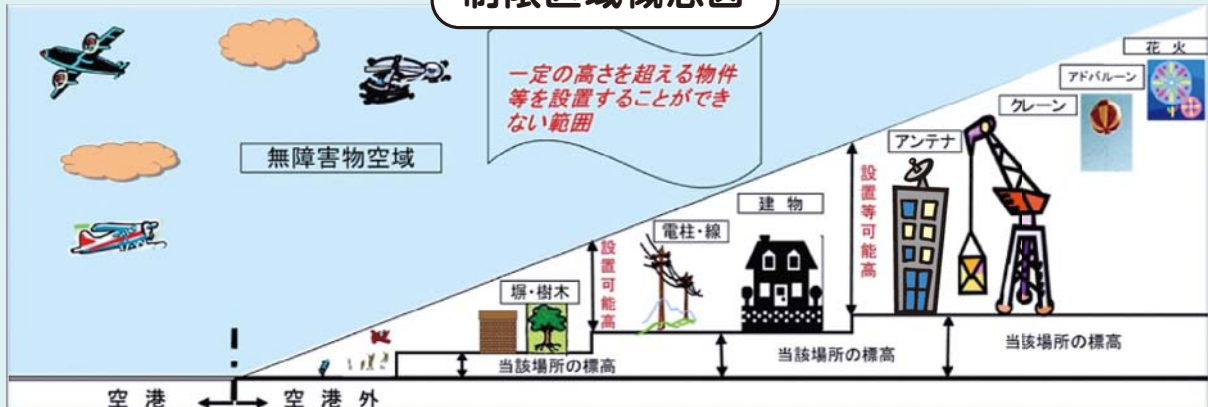 制限区域概念図
花 火
アドバルーン
クレーン
アンテナ
一定の高さを超える物件
等を設置することができ
ない範囲
無障害物空域
設置等可能高
建 物
電柱・線
設置可能高
塀・樹木
当該場所の標高
当該場所の標高
当該場所の標高
空 港
空 港 外